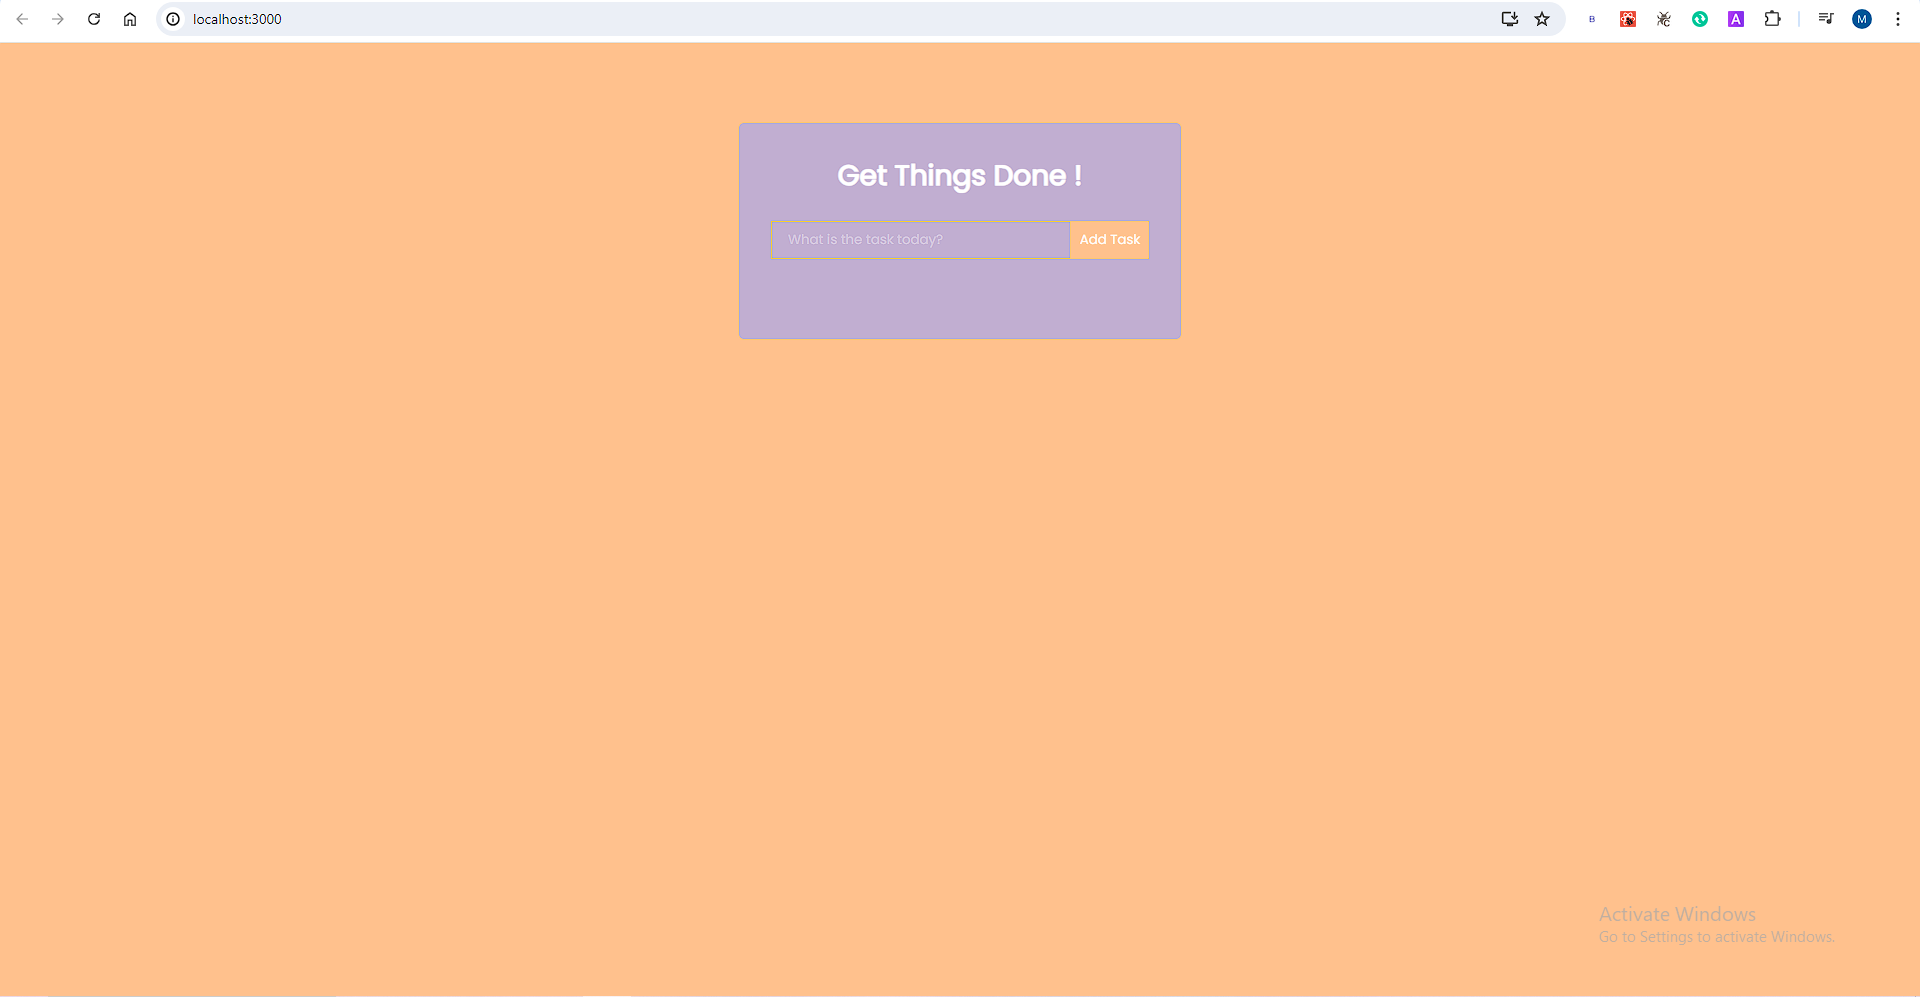 localhost:3000
B
C
A
M
Get Things Done !
What is the task today?
Add Task
Activate Windows
Go to Settings to activate Windows.